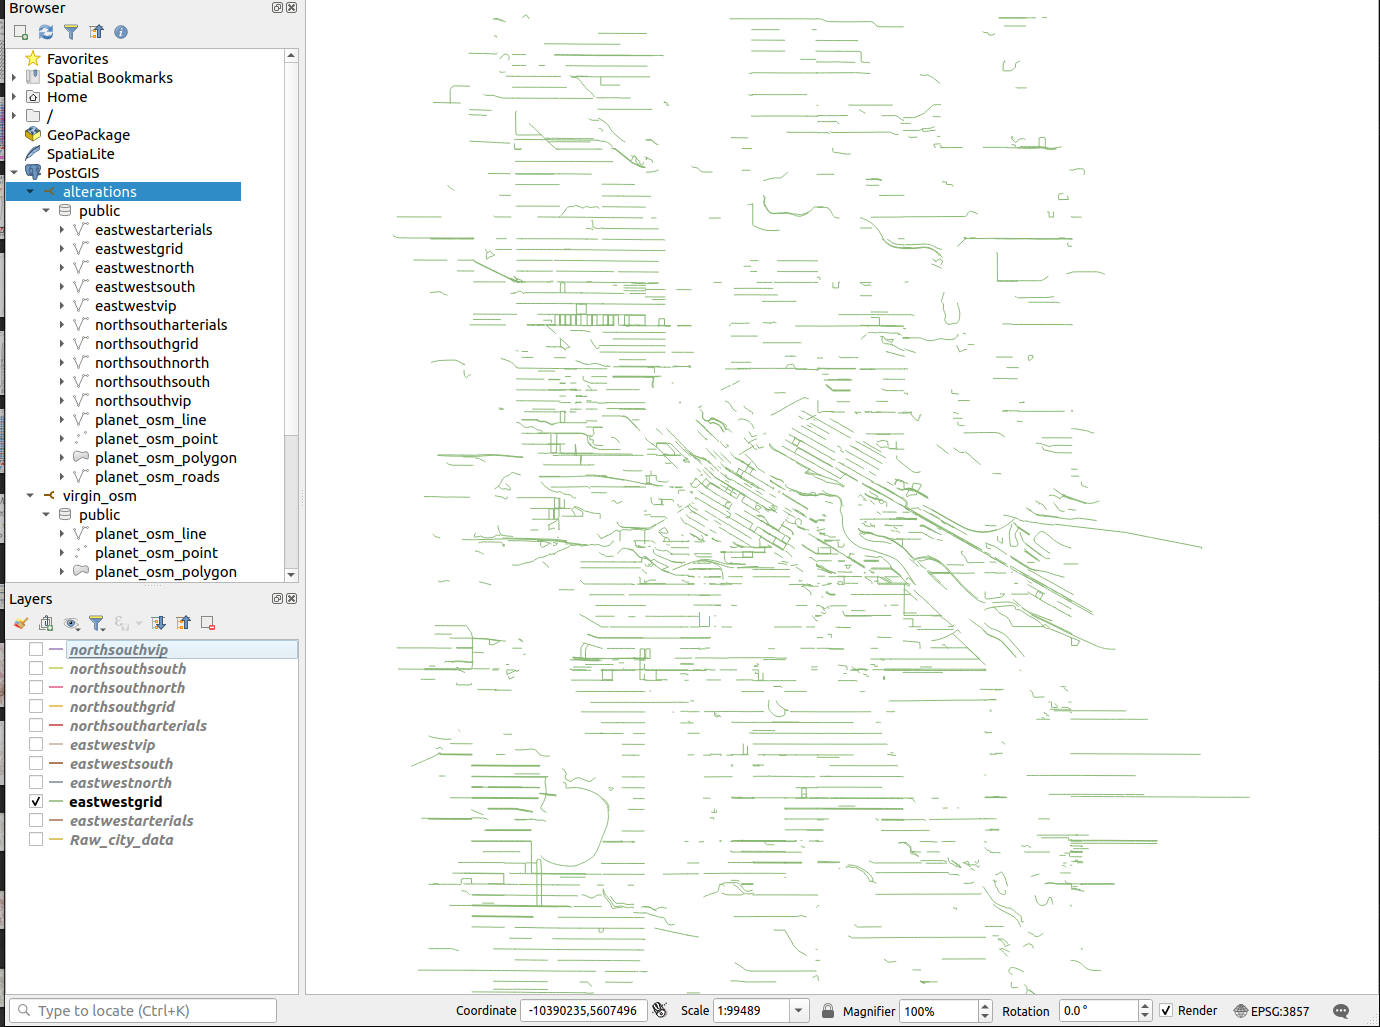 Browser
Favorites
Spatial Bookmarks
Home
/
GeoPackage
SpatiaLite
PostGIS
alterations
public
eastwestarterials
eastwestgrid
eastwestnorth
eastwestsouth
eastwestvip
northsoutharterials
northsouthgrid
northsouthnorth
northsouthsouth
northsouthvip
planet_osm_line
planet_osm_point
planet_osm_polygon
planet_osm_roads
virgin_osm
public
planet_osm_line
planet_osm_point
planet_osm_polygon
Layers
northsouthvip
northsouthsouth
northsouthnorth
northsouthgrid
northsoutharterials
eastwestvip
eastwestsouth
eastwestnorth
eastwestgrid
eastwestarterials
Raw_city_data
Type to locate (Ctrl+K) Coordinate -10390235,5607496 Scale 1:99489 Magnifier 100% Rotation 0.0 ° Render EPSG:3857